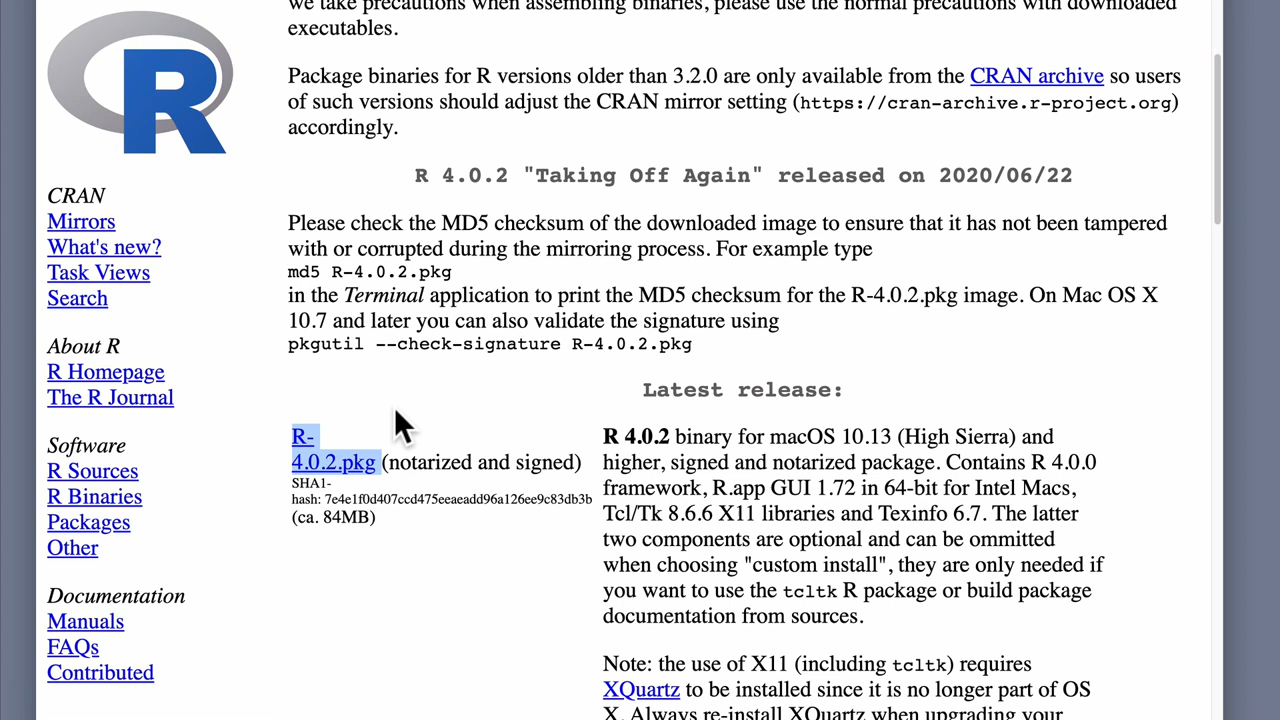 we take precautions when assembling binaries, please use the normal precautions with downloaded
executables.
Package binaries for R versions older than 3.2.0 are only available from the CRAN archive so users
of such versions should adjust the CRAN mirror setting (https://cran-archive.r-project.org)
accordingly.
R 4.0.2 "Taking Off Again" released on 2020/06/22
Please check the MD5 checksum of the downloaded image to ensure that it has not been tampered
with or corrupted during the mirroring process. For example type
md5 R-4.0.2.pkg
in the Terminal application to print the MD5 checksum for the R-4.0.2.pkg image. On Mac OS X
10.7 and later you can also validate the signature using
pkgutil --check-signature R-4.0.2.pkg
Latest release:
R-
4.0.2.pkg (notarized and signed)
SHA1-
hash: 7e4e1f0d407ccd475eeaeadd96a126ee9c83db3b
(ca. 84MB)
R 4.0.2 binary for macOS 10.13 (High Sierra) and
higher, signed and notarized package. Contains R 4.0.0
framework, R.app GUI 1.72 in 64-bit for Intel Macs,
Tcl/Tk 8.6.6 X11 libraries and Texinfo 6.7. The latter
two components are optional and can be ommitted
when choosing "custom install", they are only needed if
you want to use the tcltk R package or build package
documentation from sources.
Note: the use of X11 (including tcltk) requires
XQuartz to be installed since it is no longer part of OS
X. Always re-install XQuartz when upgrading your
R
CRAN
Mirrors
What's new?
Task Views
Search
About R
R Homepage
The R Journal
Software
R Sources
R Binaries
Packages
Other
Documentation
Manuals
FAQs
Contributed